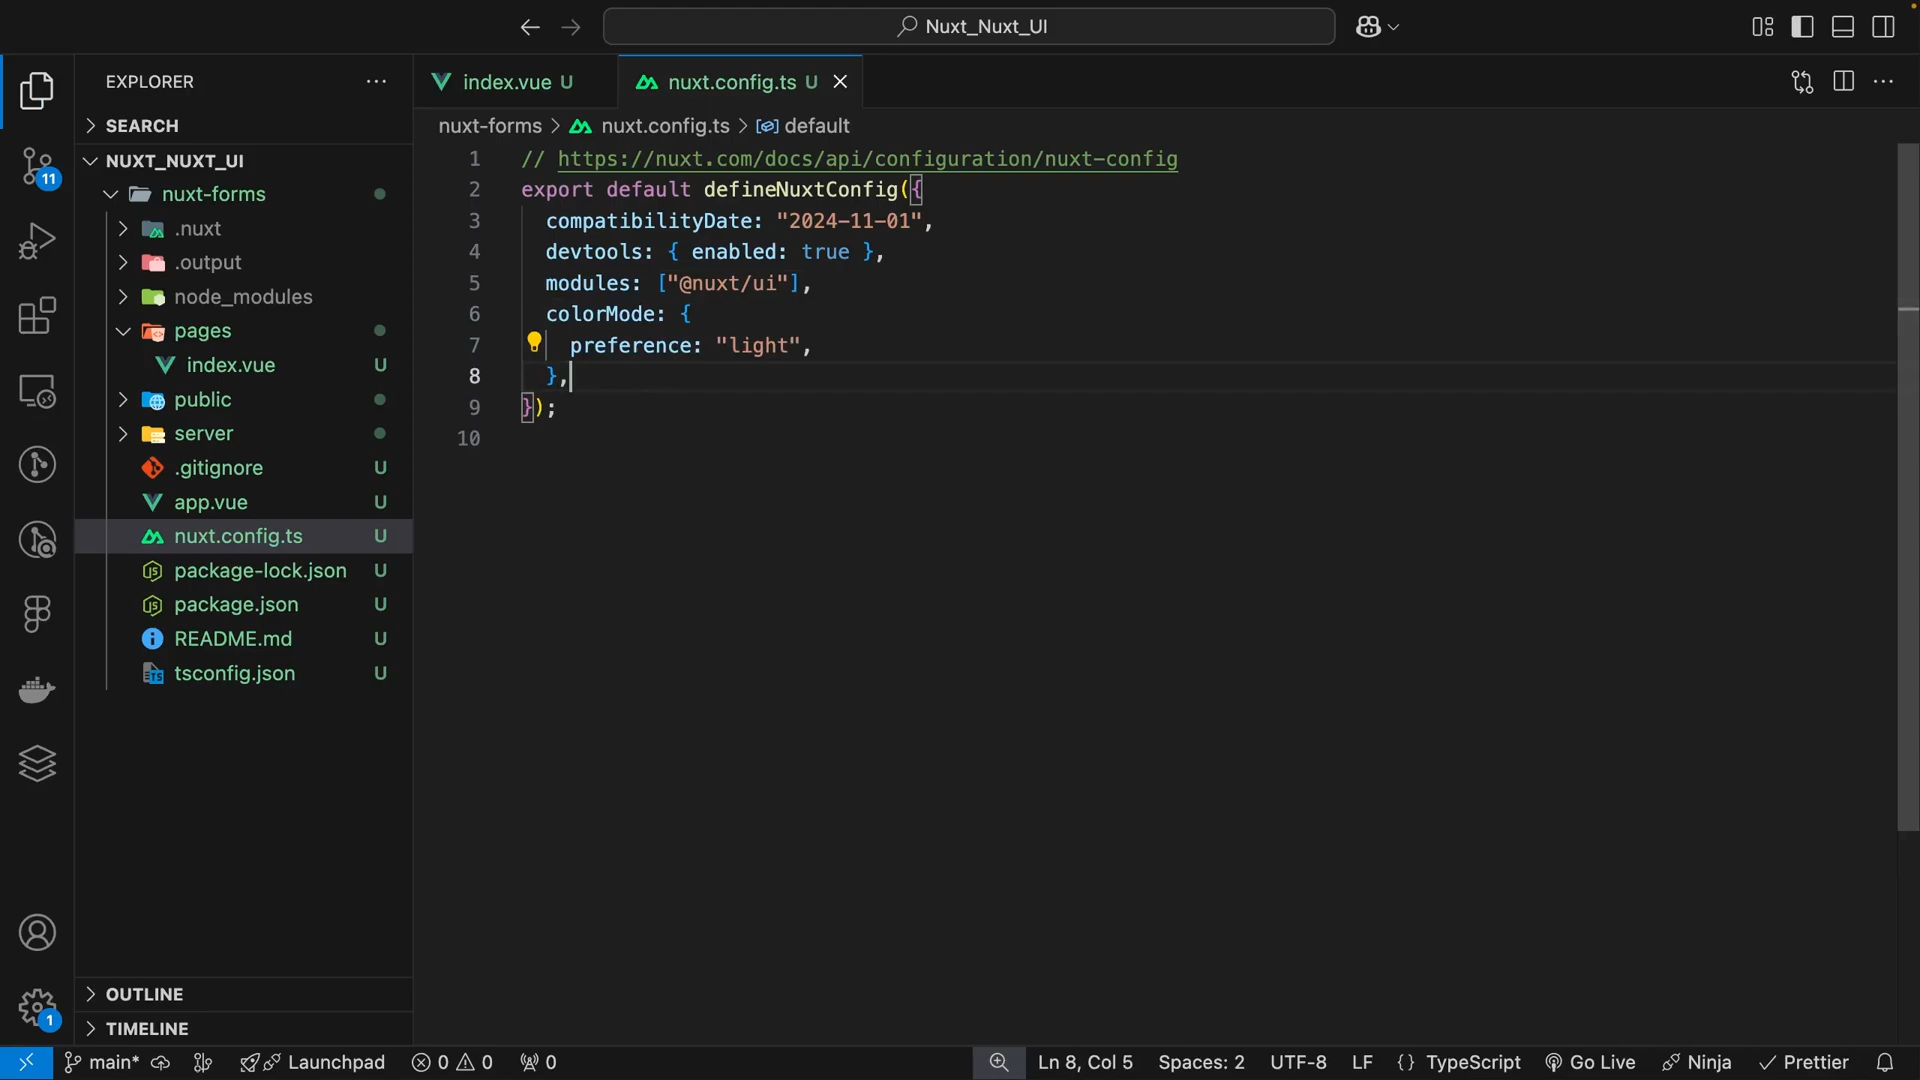 Nuxt_Nuxt_UI
EXPLORER
index.vue U
nuxt.config.ts U
SEARCH
nuxt-forms > nuxt.config.ts > default
NUXT_NUXT_UI
nuxt-forms
.nuxt
.output
node_modules
pages
index.vue U
public
server
.gitignore U
app.vue U
nuxt.config.ts U
package-lock.json U
package.json U
README.md U
tsconfig.json U
11
1 // https://nuxt.com/docs/api/configuration/nuxt-config
2 export default defineNuxtConfig({
3 compatibilityDate: "2024-11-01",
4 devtools: { enabled: true },
5 modules: ["@nuxt/ui"],
6 colorMode: {
7 preference: "light",
8 },
9 });
10
OUTLINE
TIMELINE
1
main* Launchpad 0 0 0 Ln 8, Col 5 Spaces: 2 UTF-8 LF {} TypeScript Go Live Ninja Prettier